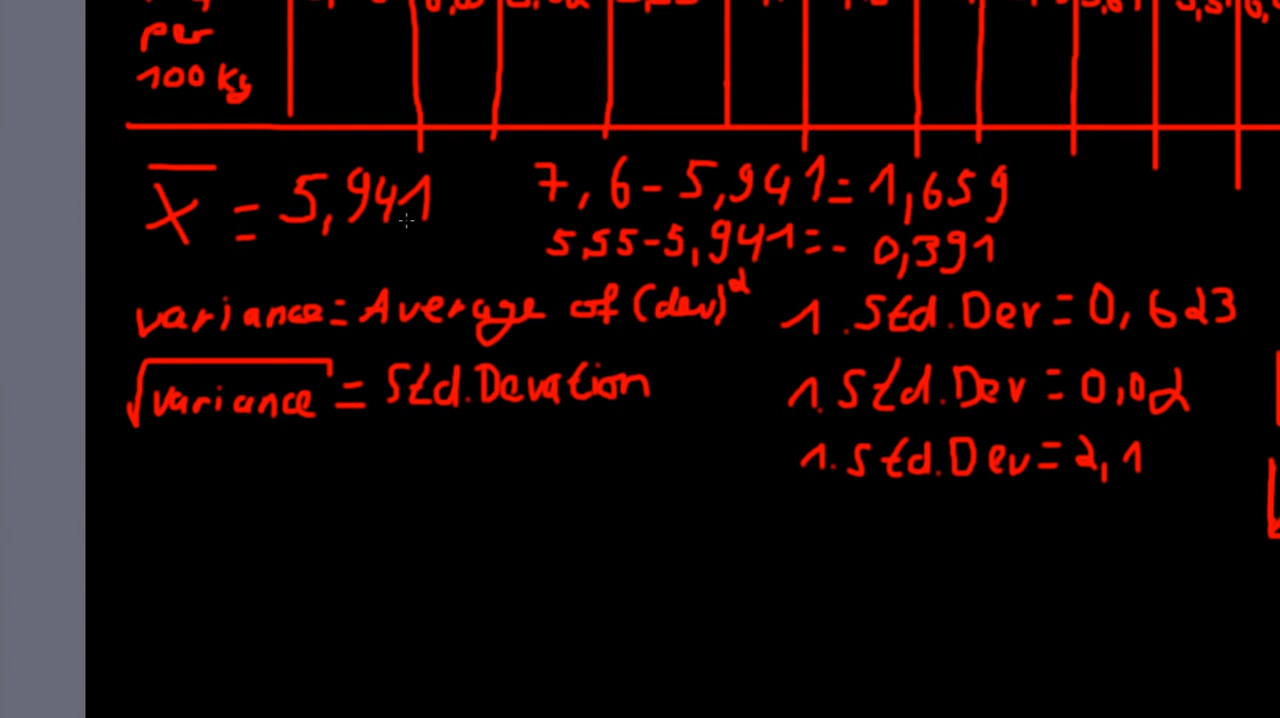 per
100 Kg
X = 5,941
7,6 - 5,941 = 1,659
5,55 - 5,941 = - 0,391
variance = Average of (dev)²
1. Std. Dev = 0,623
√variance = Std. Devation
1. Std. Dev = 0,02
1. Std. Dev = 2,1